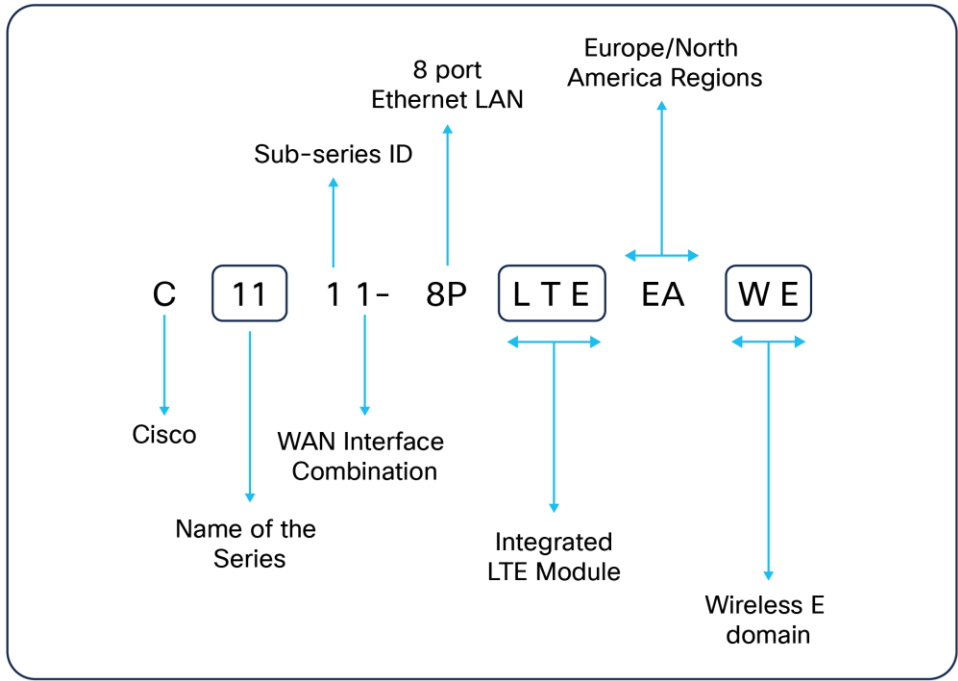 Europe/North
America Regions
8 port
Ethernet LAN
Sub-series ID
C 11 1 1- 8P L T E EA W E
Cisco
WAN Interface
Combination
Name of the
Series
Integrated
LTE Module
Wireless E
domain